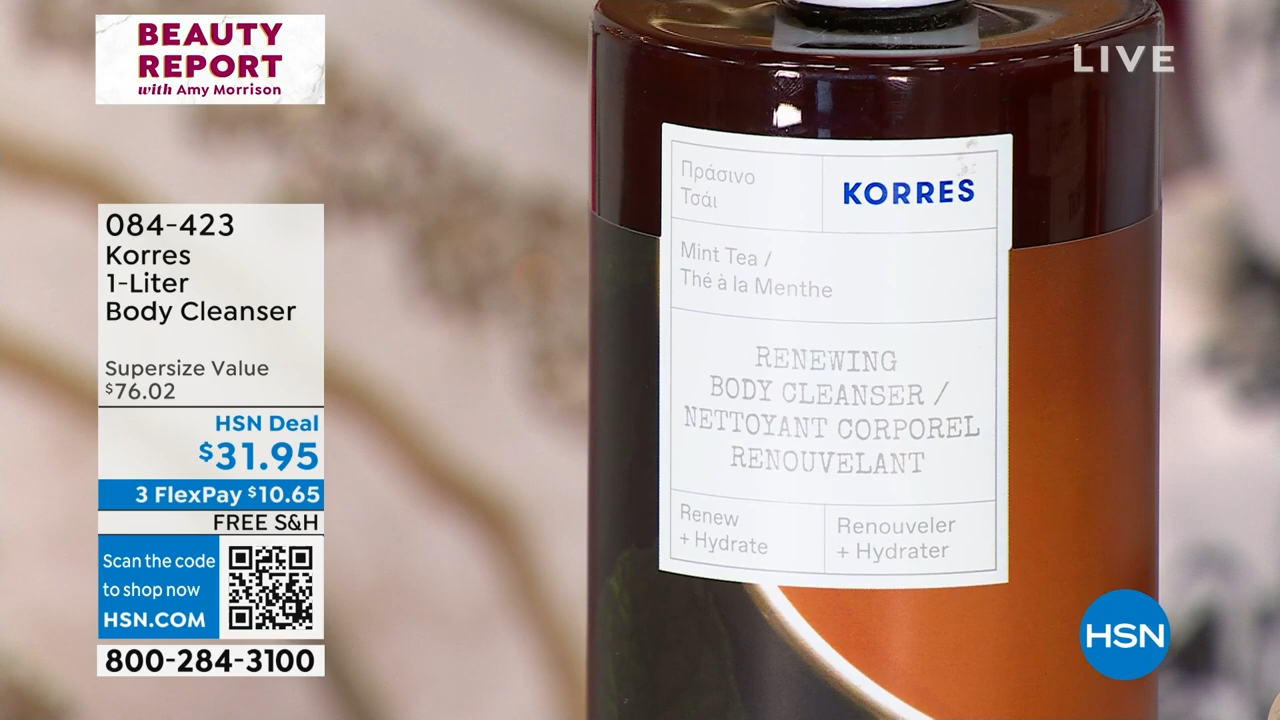 BEAUTY
REPORT
with Amy Morrison
LIVE
084-423
Korres
1-Liter
Body Cleanser
Supersize Value
$76.02
HSN Deal
$31.95
3 FlexPay $10.65
FREE S&H
Scan the code
to shop now
HSN.COM
800-284-3100
Πράσινο
Τσάι
KORRES
Mint Tea /
Thé à la Menthe
RENEWING
BODY CLEANSER /
NETTOYANT CORPOREL
RENOUVELANT
Renew
+ Hydrate
Renouveler
+ Hydrater
HSN